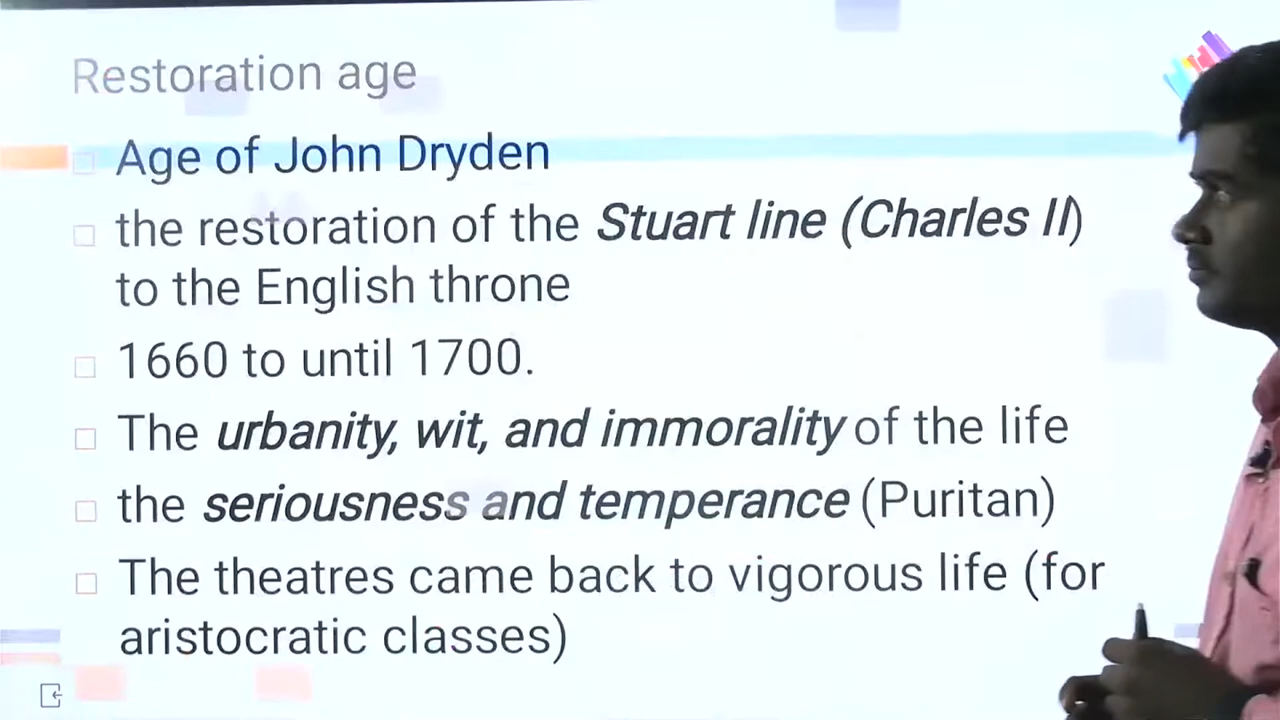 Restoration age
Age of John Dryden
the restoration of the Stuart line (Charles II)
to the English throne
1660 to until 1700.
The urbanity, wit, and immorality of the life
the seriousness and temperance (Puritan)
The theatres came back to vigorous life (for
aristocratic classes)